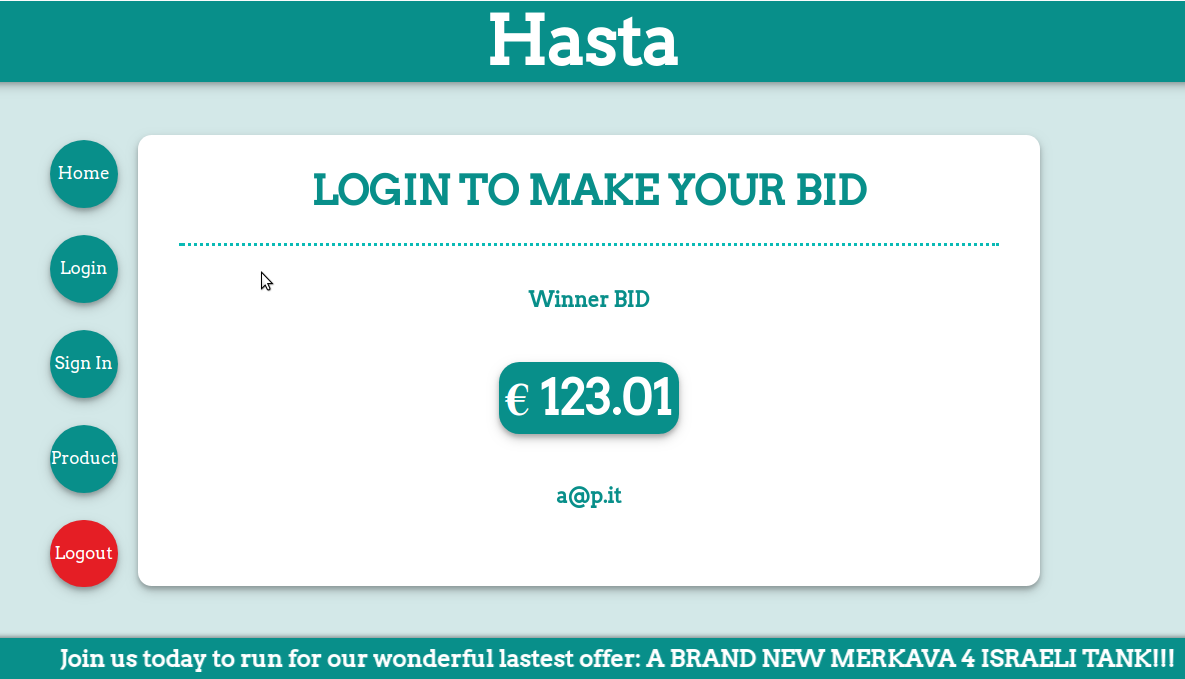 Hasta
Home
LOGIN TO MAKE YOUR BID
Login
Winner BID
Sign In
€ 123.01
Product
a@p.it
Logout
Join us today to run for our wonderful lastest offer: A BRAND NEW MERKAVA 4 ISRAELI TANK!!!